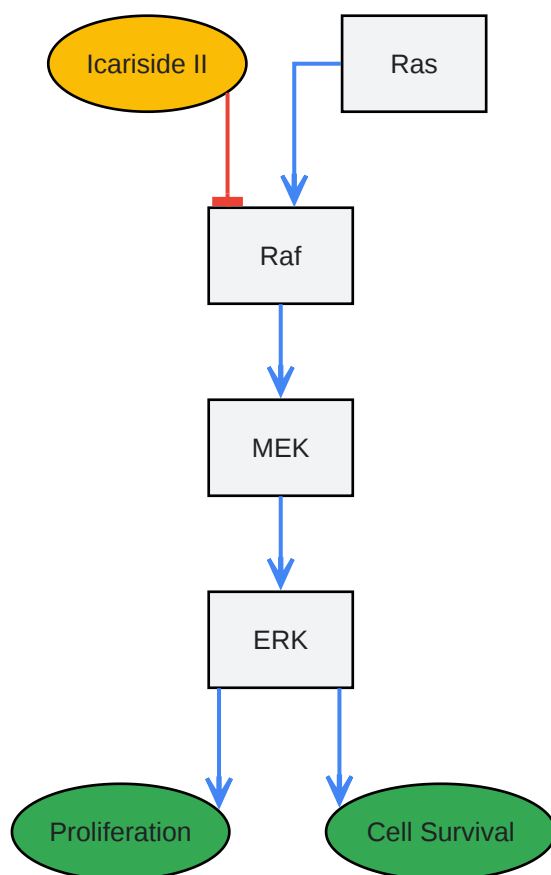 Icariside II
Ras
Raf
MEK
ERK
Proliferation
Cell Survival